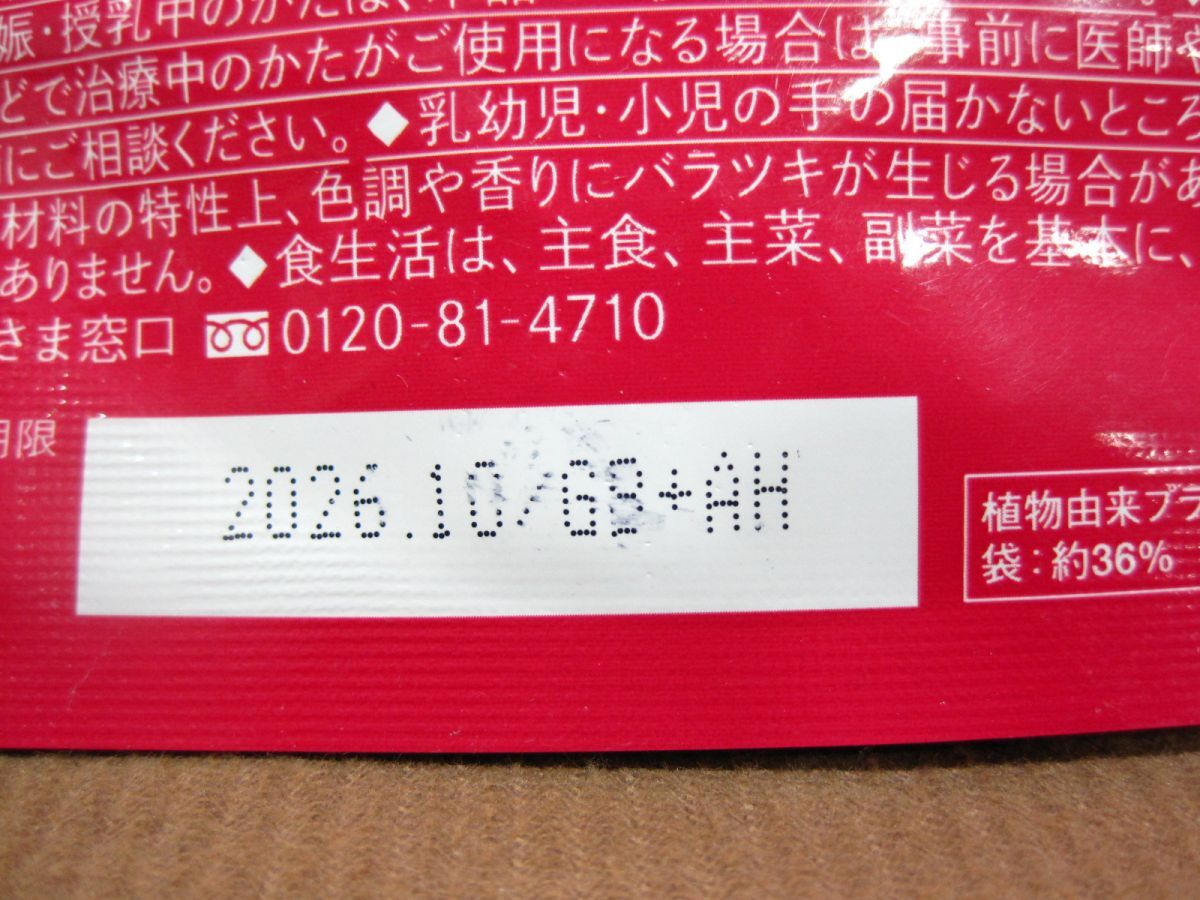 娠・授乳中のかたは、本品
どで治療中のかたがご使用になる場合は、事前に医師や
にご相談ください。◆乳幼児・小児の手の届かないところ
材料の特性上、色調や香りにバラツキが生じる場合があ
ありません。◆食生活は、主食、主菜、副菜を基本に、
さま窓口 0120-81-4710
期限
2026.10/GB+AH
植物由来プラ
袋:約36%